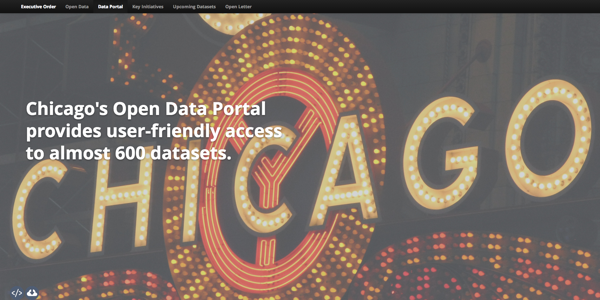 Executive Order Open Data Data Portal Key Initiatives Upcoming Datasets Open Letter
Chicago's Open Data Portal
provides user-friendly access
to almost 600 datasets.
CHICAGO